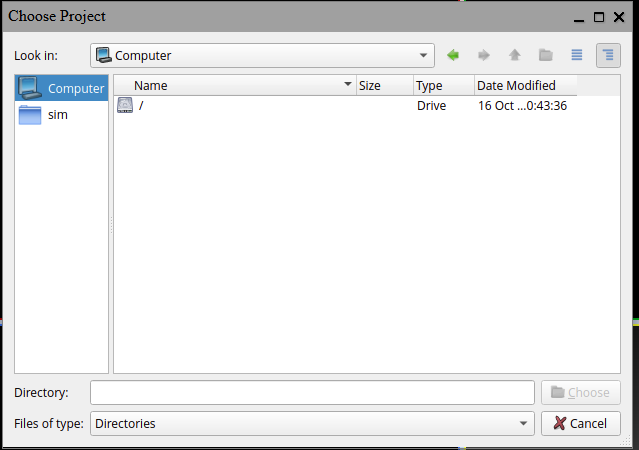 Choose Project
Look in: Computer
Computer
sim
Name Size Type Date Modified
/ Drive 16 Oct ...0:43:36
Directory: Choose
Files of type: Directories Cancel